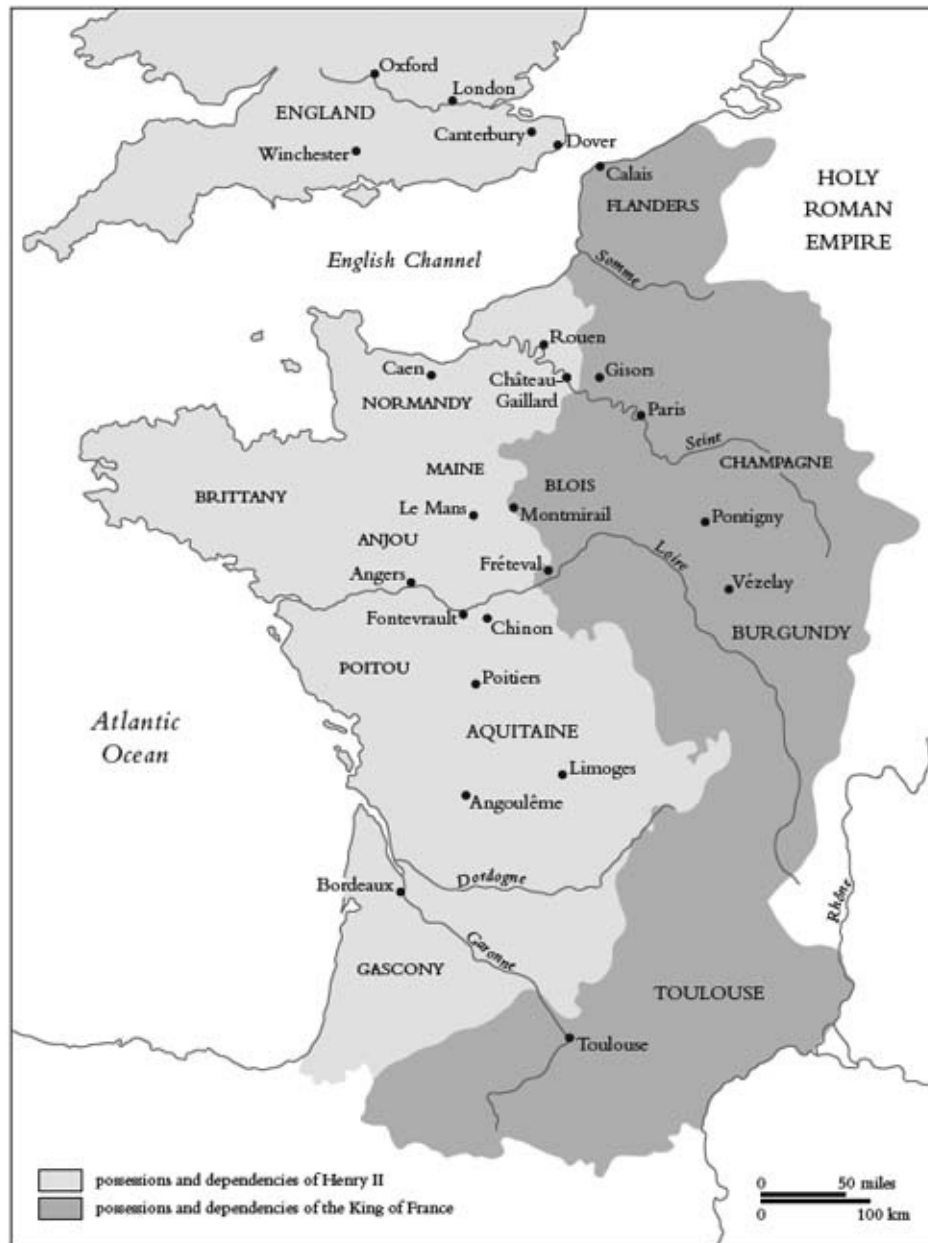 Oxford
London
ENGLAND
Canterbury
Dover
Winchester
Calais
FLANDERS
HOLY
ROMAN
EMPIRE
English Channel
Somme
Rouen
Caen
Château-
Gaillard
Gisors
NORMANDY
Paris
Seint
CHAMPAGNE
MAINE
BLOIS
BRITTANY
Le Mans
Montmirail
Pontigny
ANJOU
Loire
Fréteval
Angers
Vézelay
Fontevrault
Chinon
BURGUNDY
POITOU
Poitiers
Atlantic
Ocean
AQUITAINE
Limoges
Angoulême
Dordogne
Bordeaux
Rhône
Garonne
GASCONY
TOULOUSE
Toulouse
possessions and dependencies of Henry II
possessions and dependencies of the King of France
0 50 miles
0 100 km